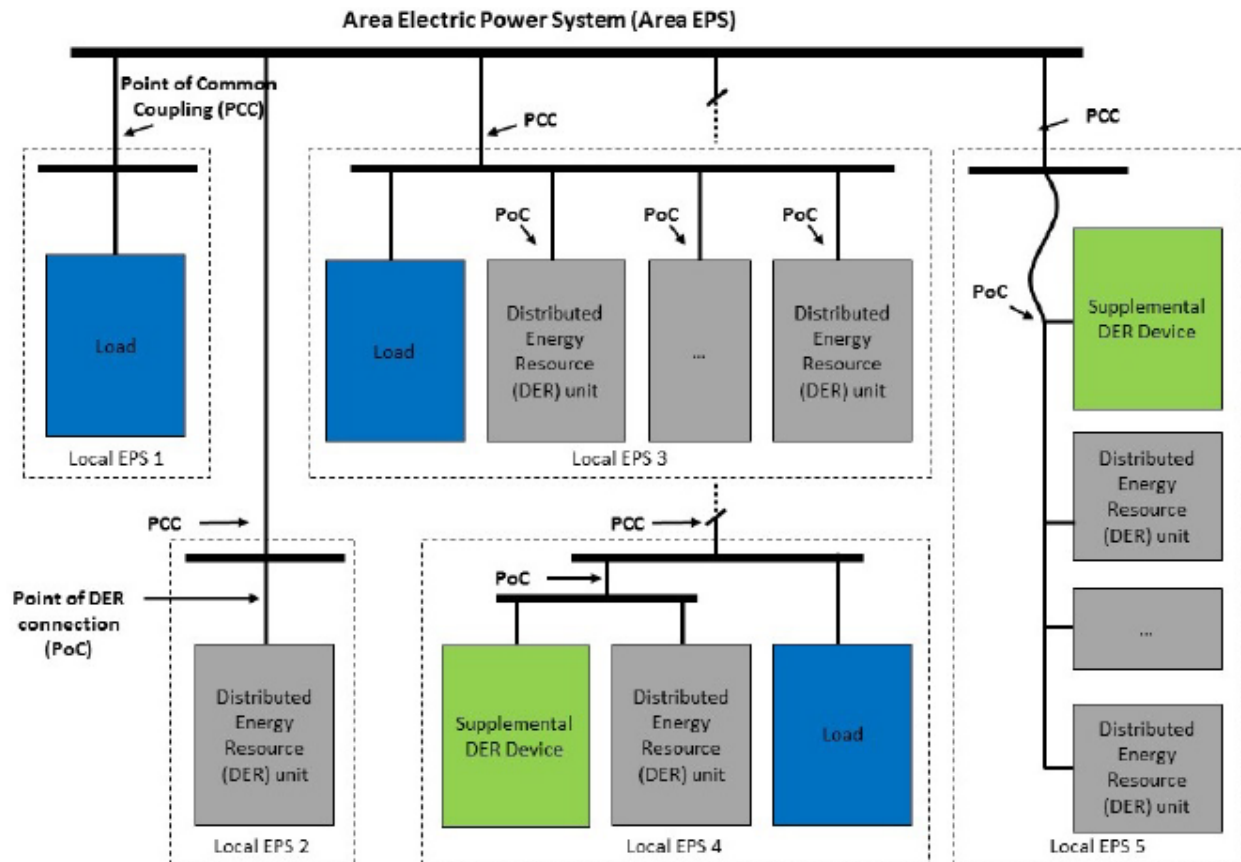 Area Electric Power System (Area EPS)
Point of Common
Coupling (PCC)
PCC
PCC
Load
Local EPS 1
PoC
PoC
PoC
Load
Distributed
Energy
Resource
(DER) unit
...
Distributed
Energy
Resource
(DER) unit
Local EPS 3
PoC
Supplemental
DER Device
Distributed
Energy
Resource
(DER) unit
...
Distributed
Energy
Resource
(DER) unit
Local EPS 5
PCC
Point of DER
connection
(PoC)
Distributed
Energy
Resource
(DER) unit
Local EPS 2
PCC
PoC
Supplemental
DER Device
Distributed
Energy
Resource
(DER) unit
Load
Local EPS 4